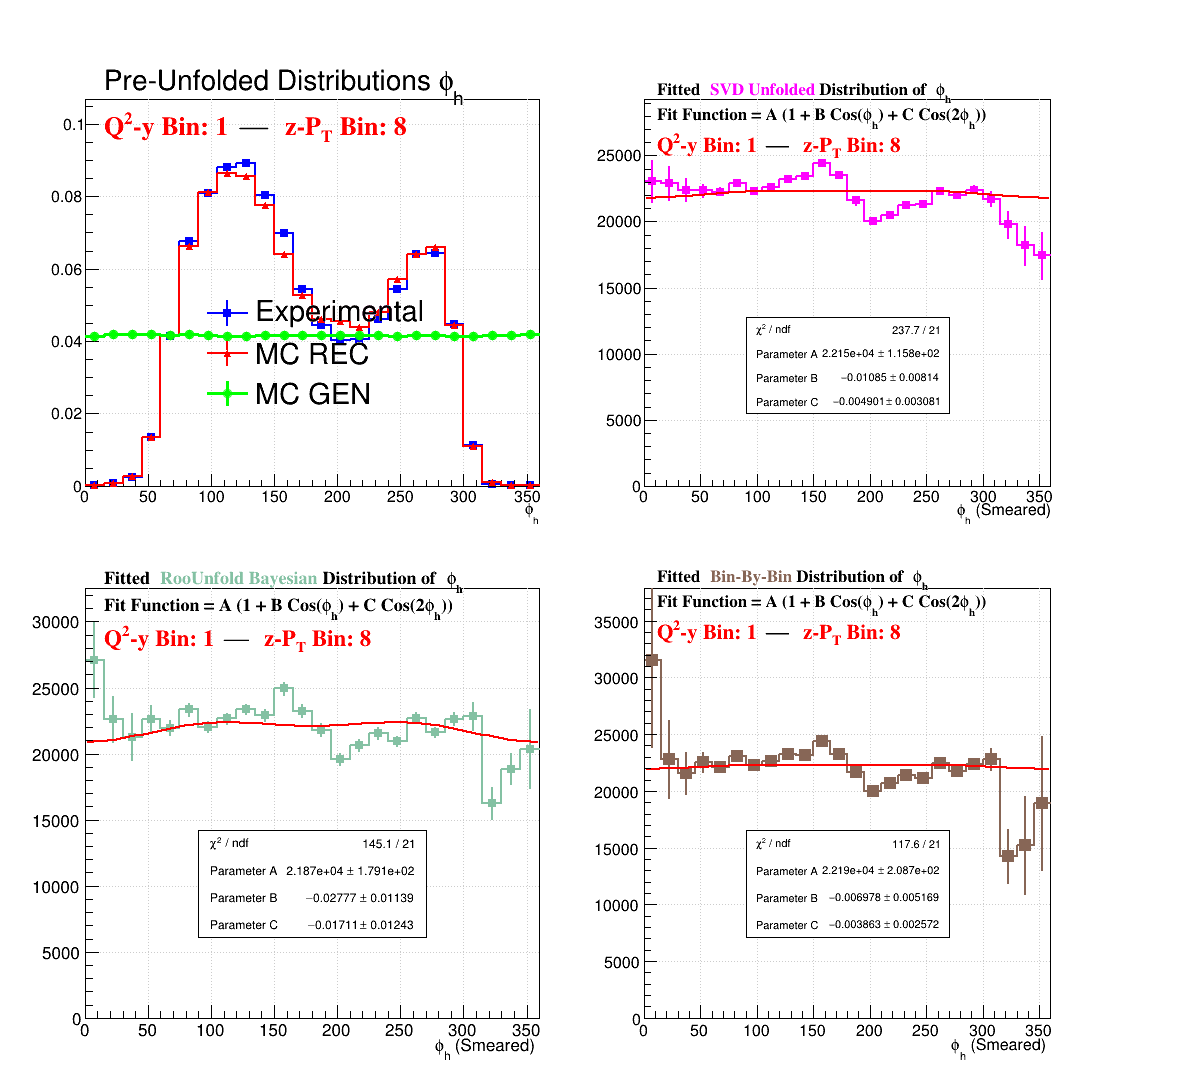 Pre-Unfolded Distributions ϕh
Q²-y Bin: 1 — z-PT Bin: 8
0.1
0.08
0.06
0.04
0.02
0
Experimental
MC REC
MC GEN
0 50 100 150 200 250 300 350
ϕh
Fitted SVD Unfolded Distribution of ϕh
Fit Function = A (1 + B Cos(ϕh) + C Cos(2ϕh))
Q²-y Bin: 1 — z-PT Bin: 8
25000
20000
15000
10000
5000
0
χ² / ndf 237.7 / 21
Parameter A 2.215e+04 ± 1.158e+02
Parameter B −0.01085 ± 0.00814
Parameter C −0.004901 ± 0.003081
0 50 100 150 200 250 300 350
ϕh (Smeared)
Fitted RooUnfold Bayesian Distribution of ϕh
Fit Function = A (1 + B Cos(ϕh) + C Cos(2ϕh))
Q²-y Bin: 1 — z-PT Bin: 8
30000
25000
20000
15000
10000
5000
0
χ² / ndf 145.1 / 21
Parameter A 2.187e+04 ± 1.791e+02
Parameter B −0.02777 ± 0.01139
Parameter C −0.01711 ± 0.01243
0 50 100 150 200 250 300 350
ϕh (Smeared)
Fitted Bin-By-Bin Distribution of ϕh
Fit Function = A (1 + B Cos(ϕh) + C Cos(2ϕh))
Q²-y Bin: 1 — z-PT Bin: 8
35000
30000
25000
20000
15000
10000
5000
0
χ² / ndf 117.6 / 21
Parameter A 2.219e+04 ± 2.087e+02
Parameter B −0.006978 ± 0.005169
Parameter C −0.003863 ± 0.002572
0 50 100 150 200 250 300 350
ϕh (Smeared)